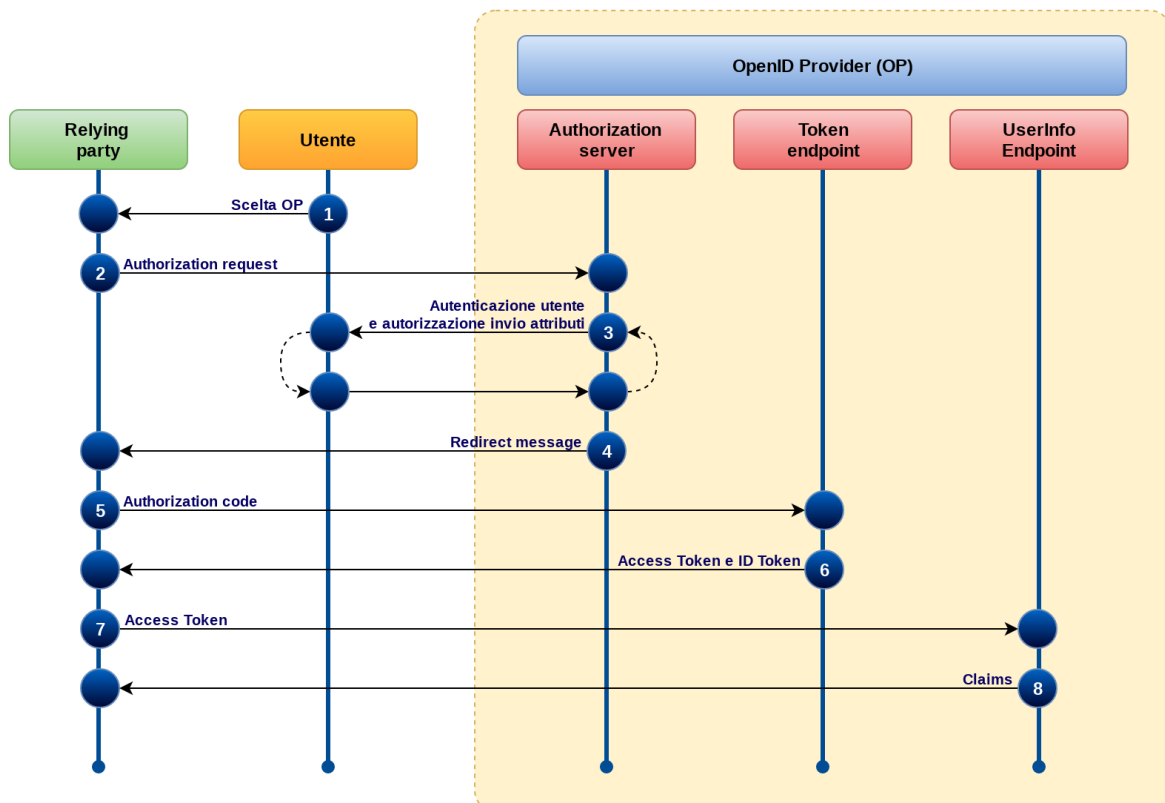 OpenID Provider (OP)
Relying
party
Utente
Authorization
server
Token
endpoint
UserInfo
Endpoint
Scelta OP
1
2
Authorization request
Autenticazione utente
e autorizzazione invio attributi
3
Redirect message
4
5
Authorization code
Access Token e ID Token
6
7
Access Token
Claims
8